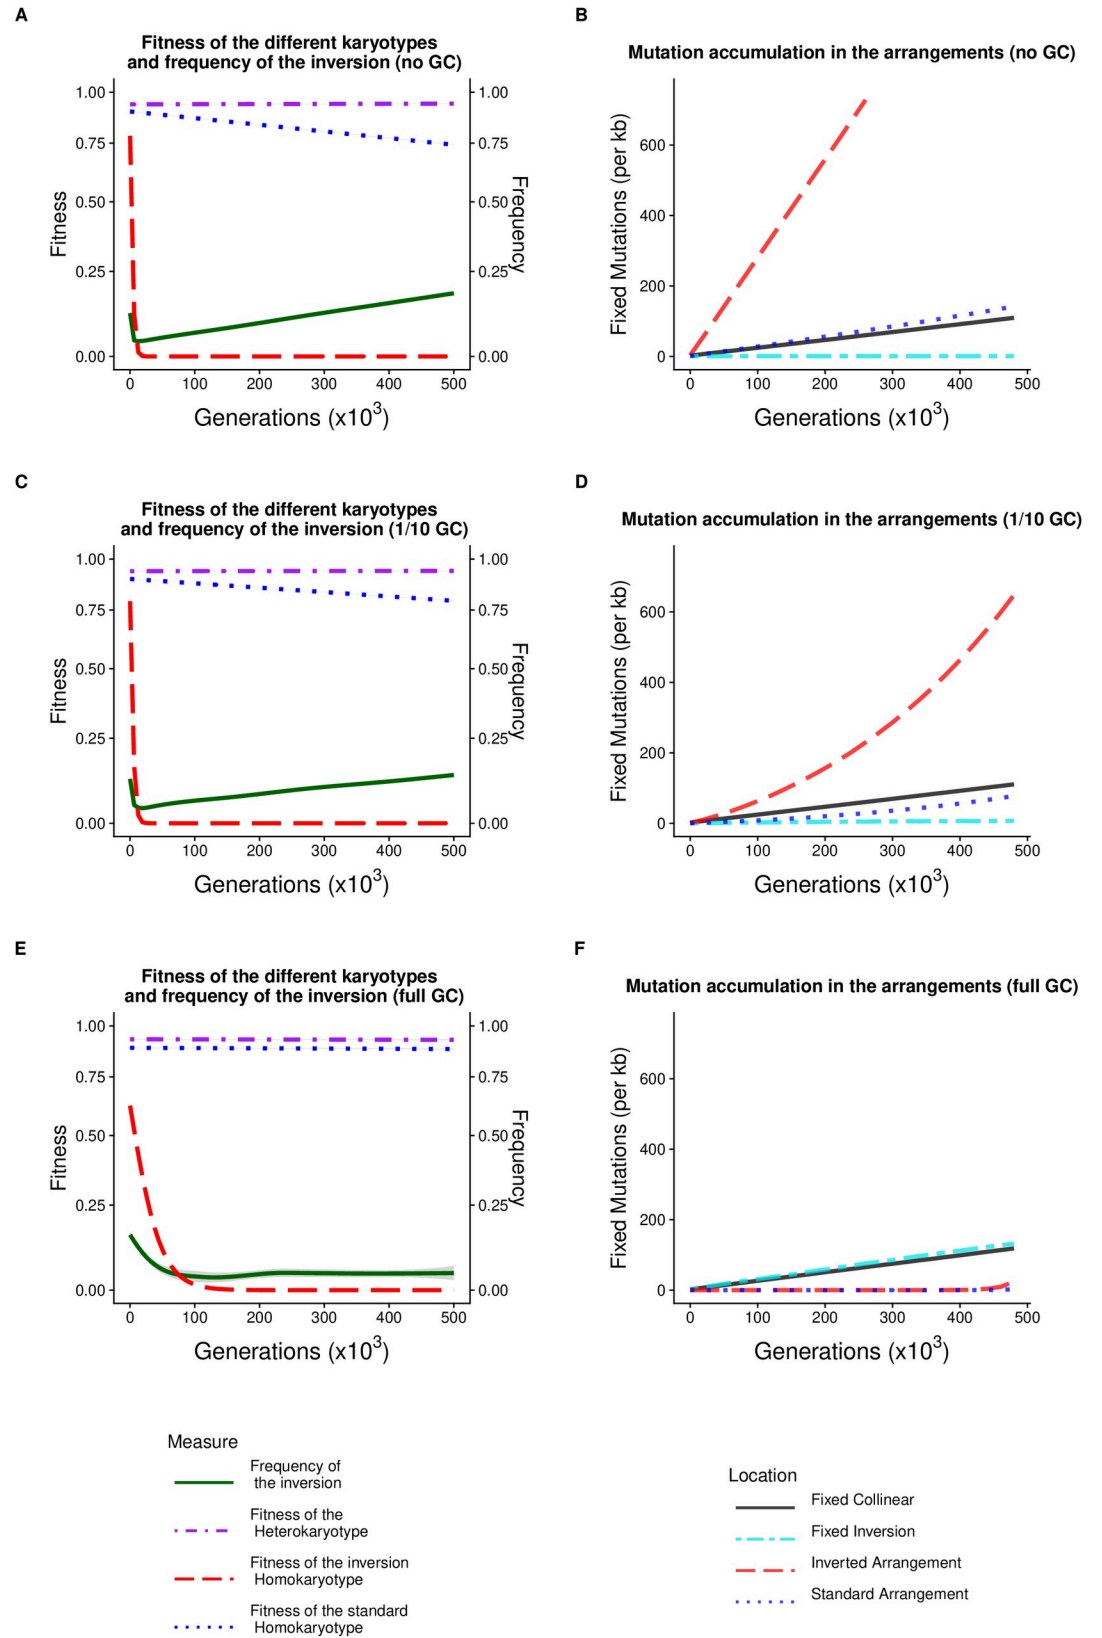 A
Fitness of the different karyotypes
and frequency of the inversion (no GC)
1.00
0.75
0.50
0.25
0.00
Fitness
1.00
0.75
0.50
0.25
0.00
Frequency
0 100 200 300 400 500
Generations (x10³)
B
Mutation accumulation in the arrangements (no GC)
600
400
200
0
Fixed Mutations (per kb)
0 100 200 300 400 500
Generations (x10³)
C
Fitness of the different karyotypes
and frequency of the inversion (1/10 GC)
1.00
0.75
0.50
0.25
0.00
Fitness
1.00
0.75
0.50
0.25
0.00
Frequency
0 100 200 300 400 500
Generations (x10³)
D
Mutation accumulation in the arrangements (1/10 GC)
600
400
200
0
Fixed Mutations (per kb)
0 100 200 300 400 500
Generations (x10³)
E
Fitness of the different karyotypes
and frequency of the inversion (full GC)
1.00
0.75
0.50
0.25
0.00
Fitness
1.00
0.75
0.50
0.25
0.00
Frequency
0 100 200 300 400 500
Generations (x10³)
F
Mutation accumulation in the arrangements (full GC)
600
400
200
0
Fixed Mutations (per kb)
0 100 200 300 400 500
Generations (x10³)
Measure
Frequency of
the inversion
Fitness of the
Heterokaryotype
Fitness of the inversion
Homokaryotype
Fitness of the standard
Homokaryotype
Location
Fixed Collinear
Fixed Inversion
Inverted Arrangement
Standard Arrangement